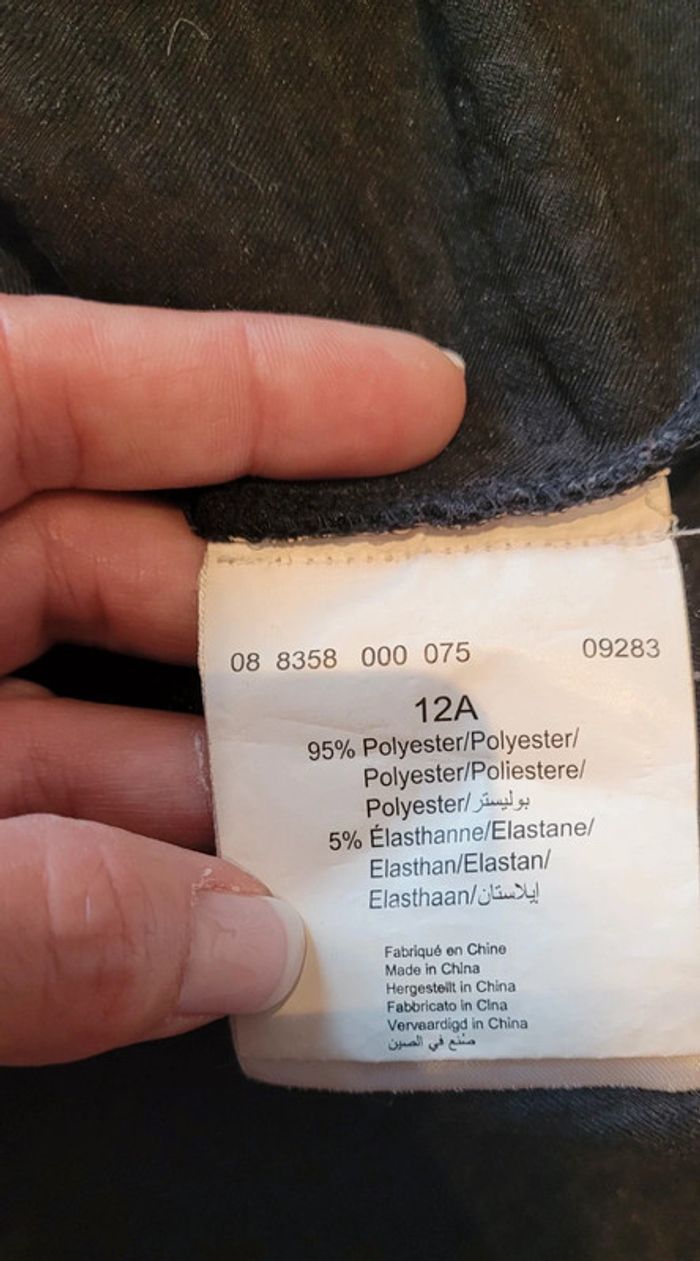 08 8358 000 075 09283
12A
95% Polyester/Polyester/
Polyester/Poliestere/
Polyester/بوليستر
5% Élasthanne/Elastane/
Elasthan/Elastan/
Elasthaan/إيلاستان
Fabriqué en Chine
Made in China
Hergestellt in China
Fabbricato in Cina
Vervaardigd in China
صنع في الصين